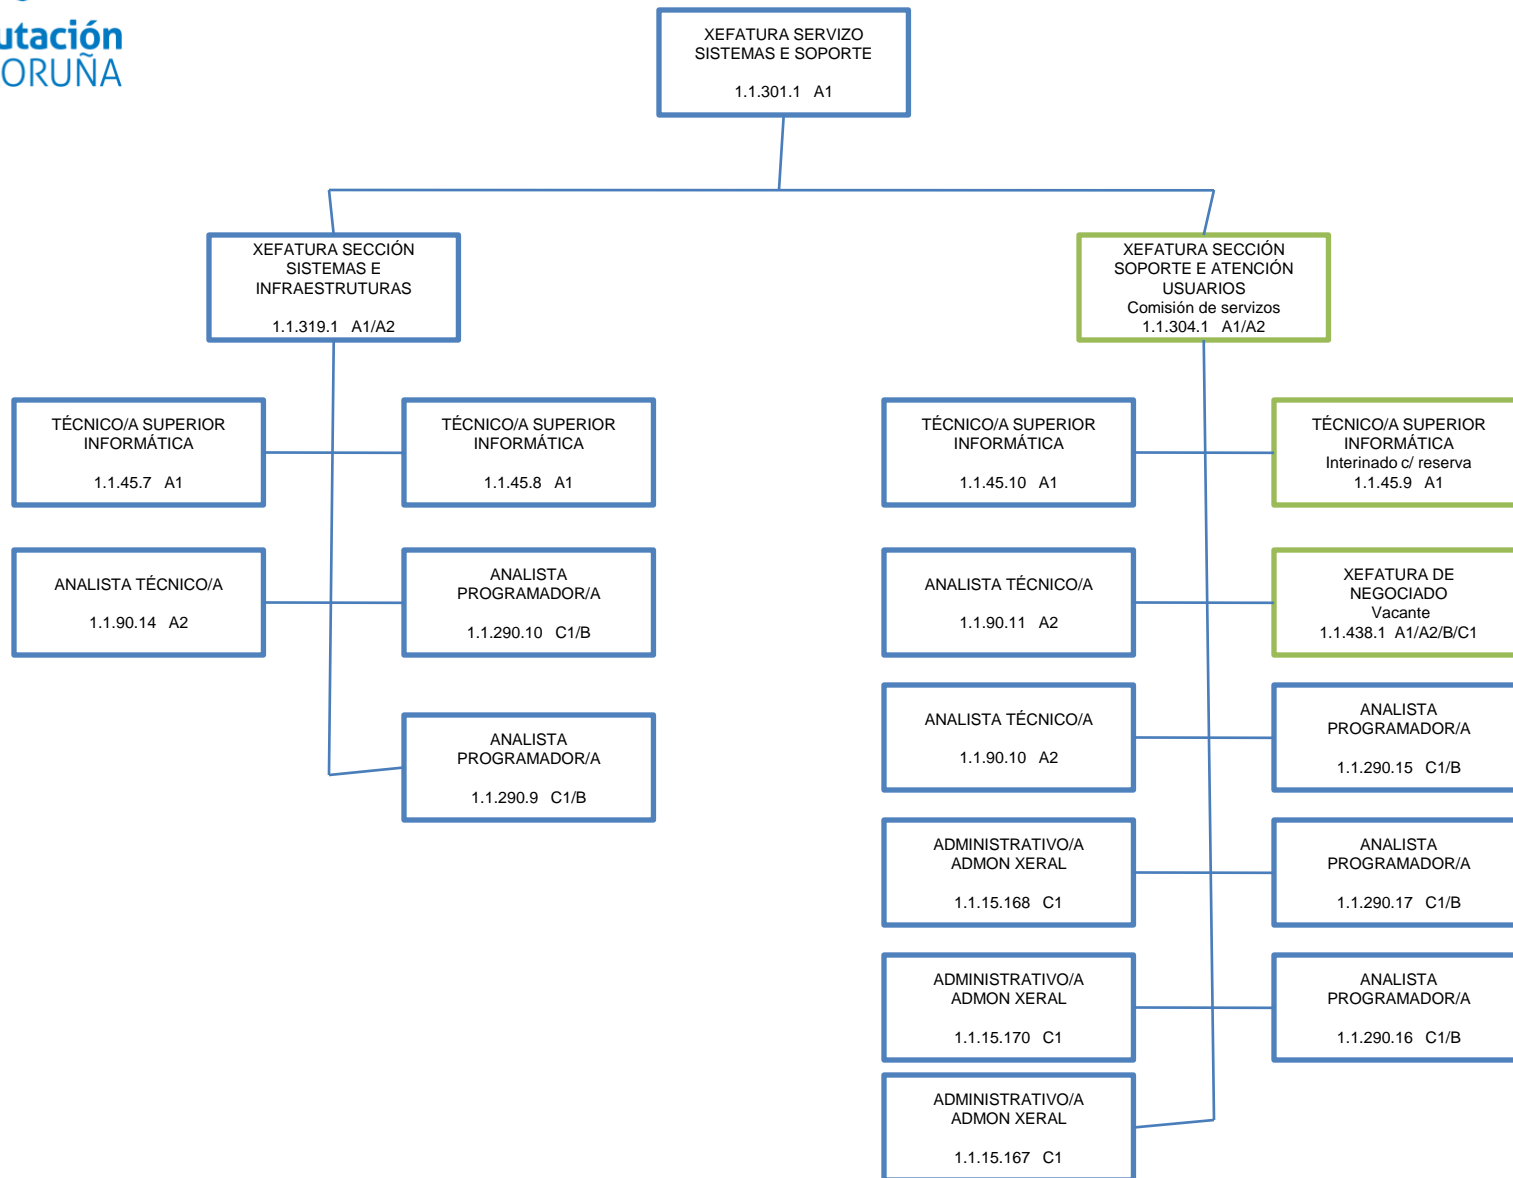 utación
ORUÑA
XEFATURA SERVIZO
SISTEMAS E SOPORTE
1.1.301.1 A1
XEFATURA SECCIÓN
SISTEMAS E
INFRAESTRUTURAS
1.1.319.1 A1/A2
XEFATURA SECCIÓN
SOPORTE E ATENCIÓN
USUARIOS
Comisión de servizos
1.1.304.1 A1/A2
TÉCNICO/A SUPERIOR
INFORMÁTICA
1.1.45.7 A1
TÉCNICO/A SUPERIOR
INFORMÁTICA
1.1.45.8 A1
TÉCNICO/A SUPERIOR
INFORMÁTICA
1.1.45.10 A1
TÉCNICO/A SUPERIOR
INFORMÁTICA
Interinado c/ reserva
1.1.45.9 A1
ANALISTA TÉCNICO/A
1.1.90.14 A2
ANALISTA
PROGRAMADOR/A
1.1.290.10 C1/B
ANALISTA TÉCNICO/A
1.1.90.11 A2
XEFATURA DE
NEGOCIADO
Vacante
1.1.438.1 A1/A2/B/C1
ANALISTA
PROGRAMADOR/A
1.1.290.9 C1/B
ANALISTA TÉCNICO/A
1.1.90.10 A2
ANALISTA
PROGRAMADOR/A
1.1.290.15 C1/B
ADMINISTRATIVO/A
ADMON XERAL
1.1.15.168 C1
ANALISTA
PROGRAMADOR/A
1.1.290.17 C1/B
ADMINISTRATIVO/A
ADMON XERAL
1.1.15.170 C1
ANALISTA
PROGRAMADOR/A
1.1.290.16 C1/B
ADMINISTRATIVO/A
ADMON XERAL
1.1.15.167 C1